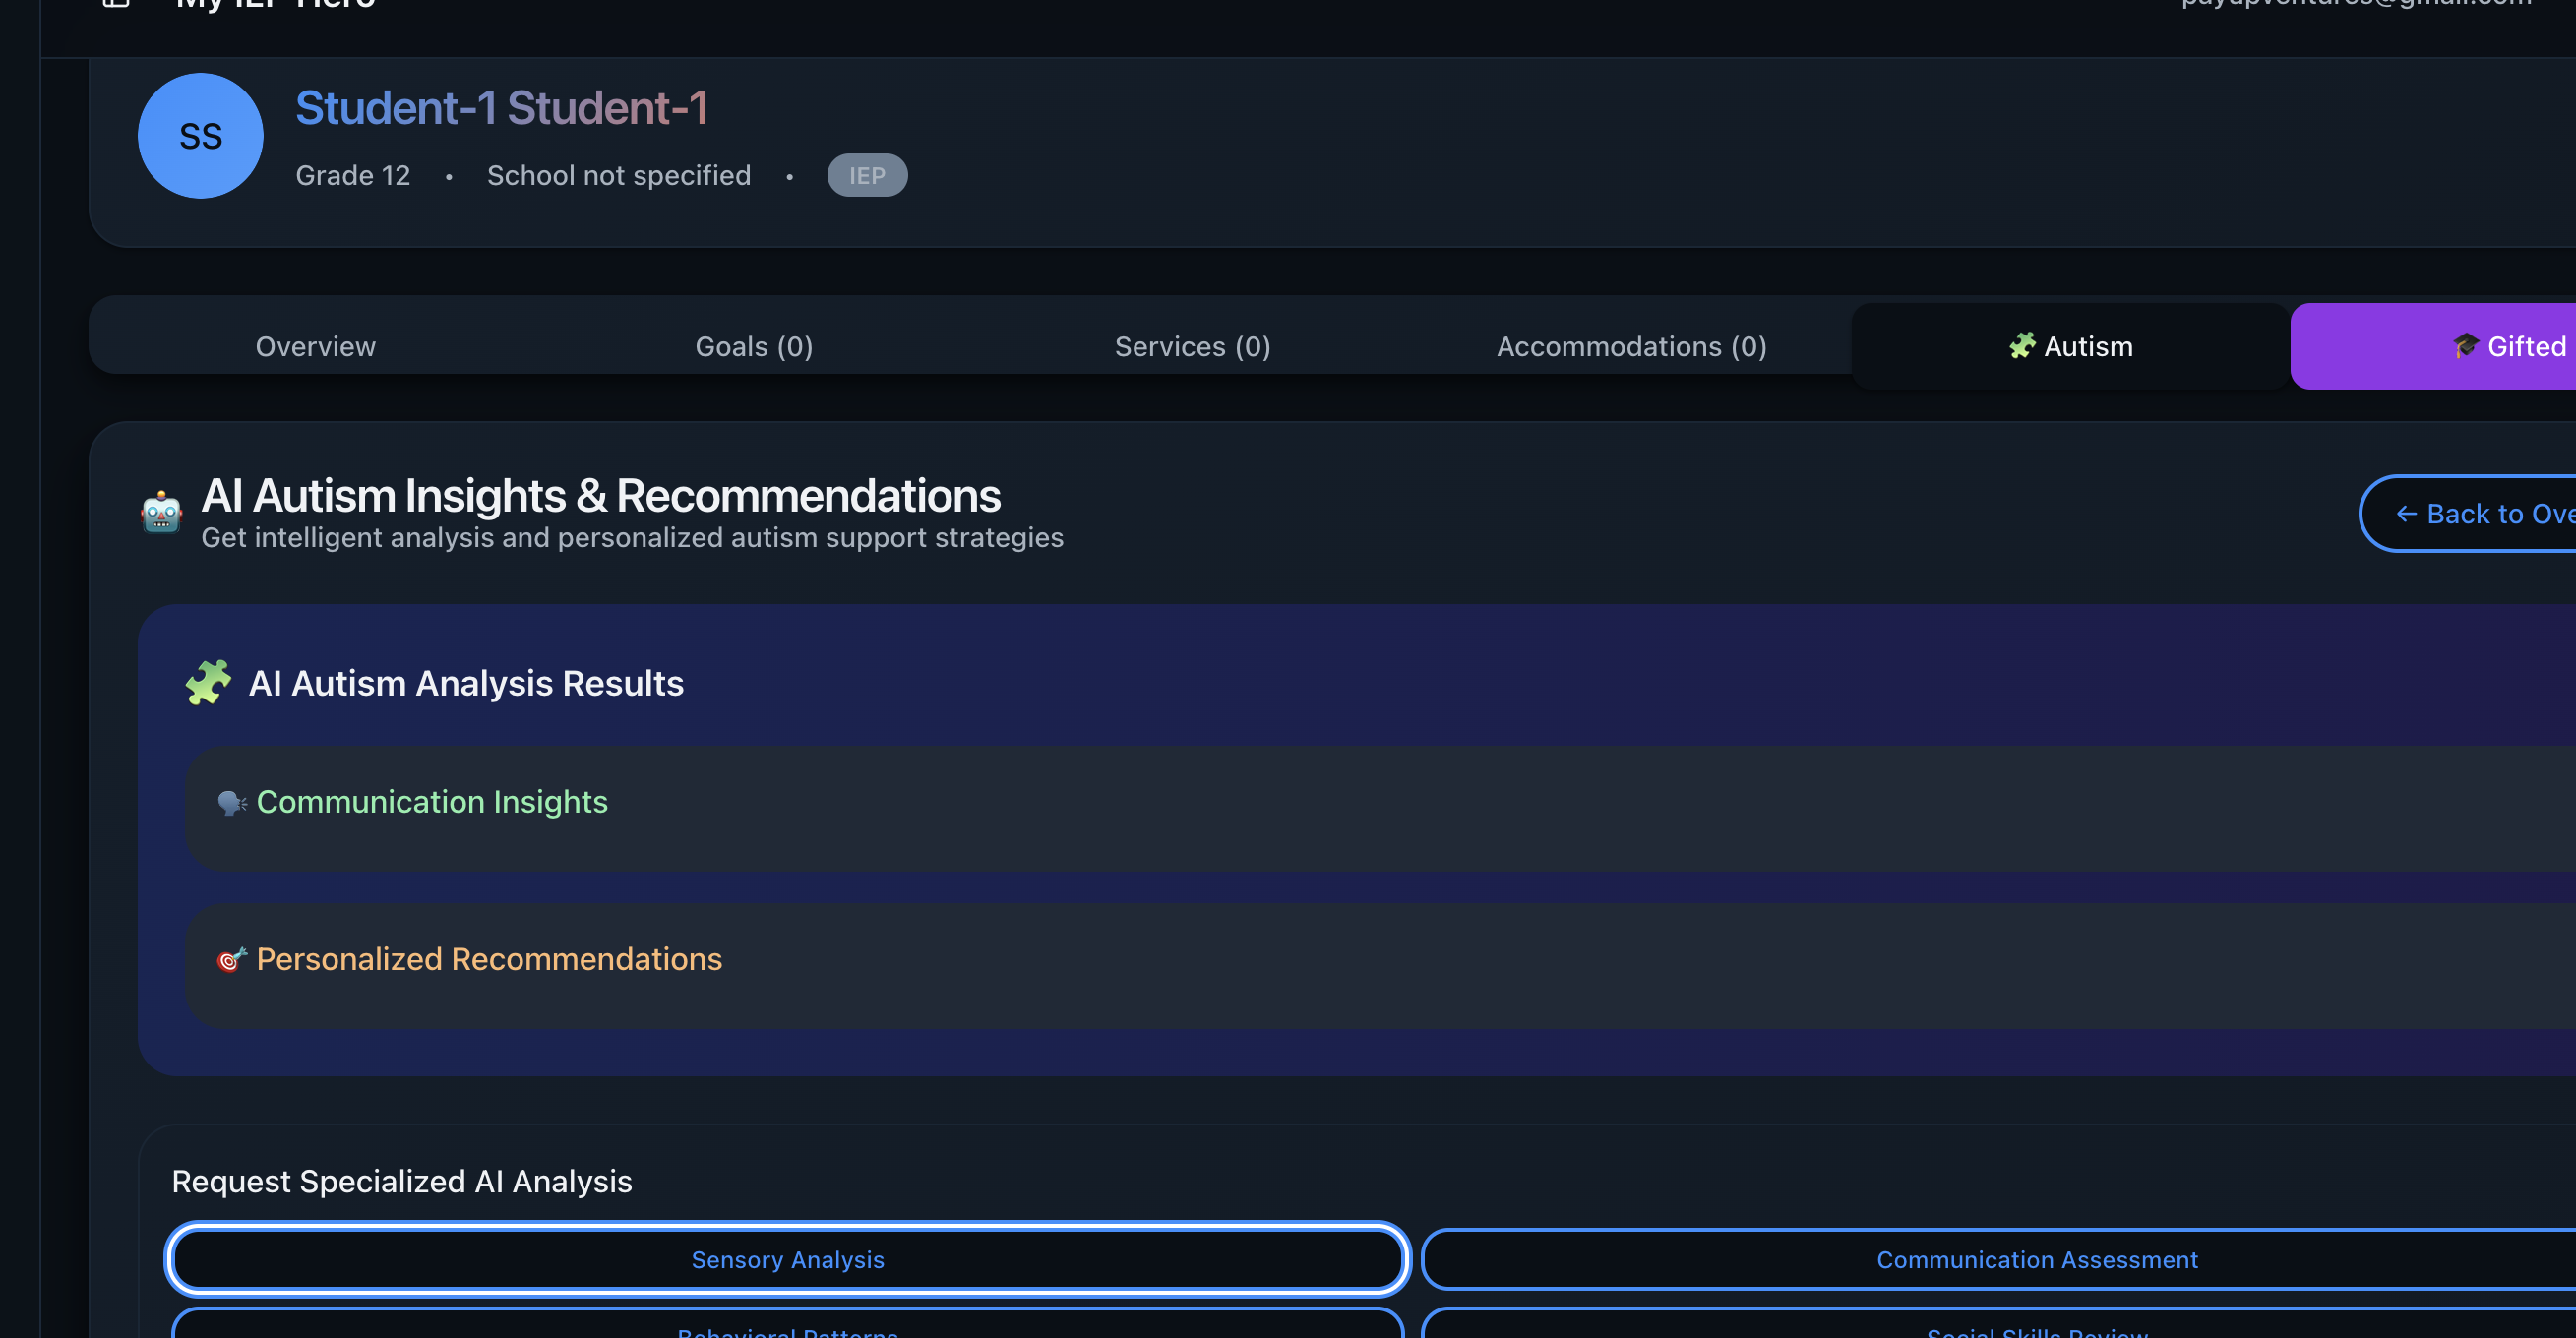 My IEP Hero
payupventures@gmail.com
SS
Student-1 Student-1
Grade 12 • School not specified • IEP
Overview Goals (0) Services (0) Accommodations (0) Autism Gifted
AI Autism Insights & Recommendations
Get intelligent analysis and personalized autism support strategies
← Back to Ove
AI Autism Analysis Results
Communication Insights
Personalized Recommendations
Request Specialized AI Analysis
Sensory Analysis Communication Assessment
Behavioral Patterns Social Skills Review